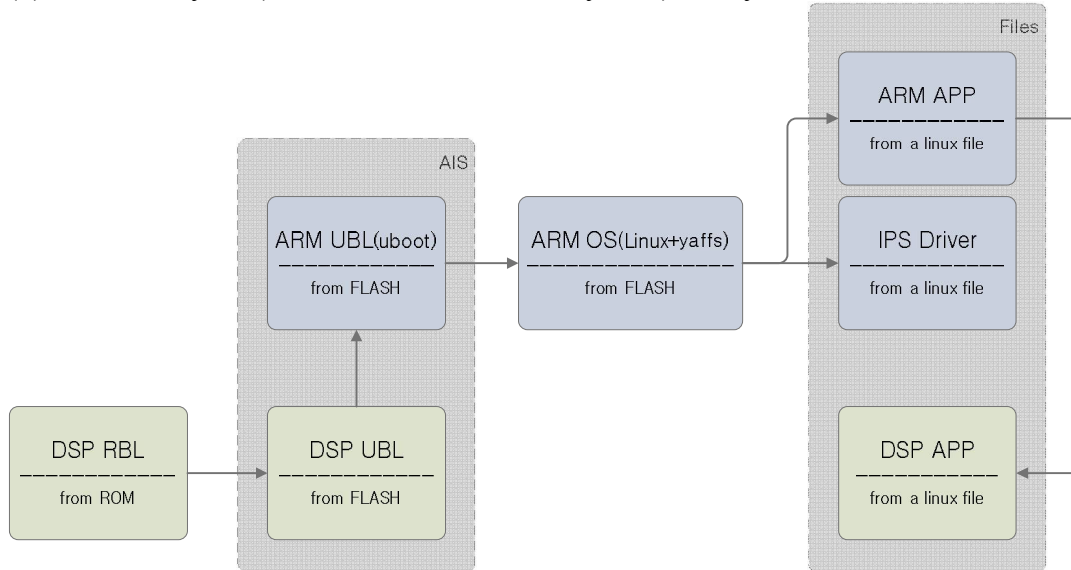 Files
ARM APP
from a linux file
AIS
ARM UBL(uboot)
from FLASH
ARM OS(Linux+yaffs)
from FLASH
IPS Driver
from a linux file
DSP RBL
from ROM
DSP UBL
from FLASH
DSP APP
from a linux file